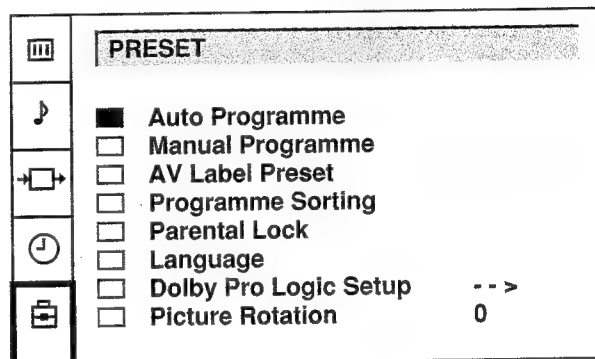 PRESET
Auto Programme
Manual Programme
AV Label Preset
Programme Sorting
Parental Lock
Language
Dolby Pro Logic Setup - - >
Picture Rotation 0